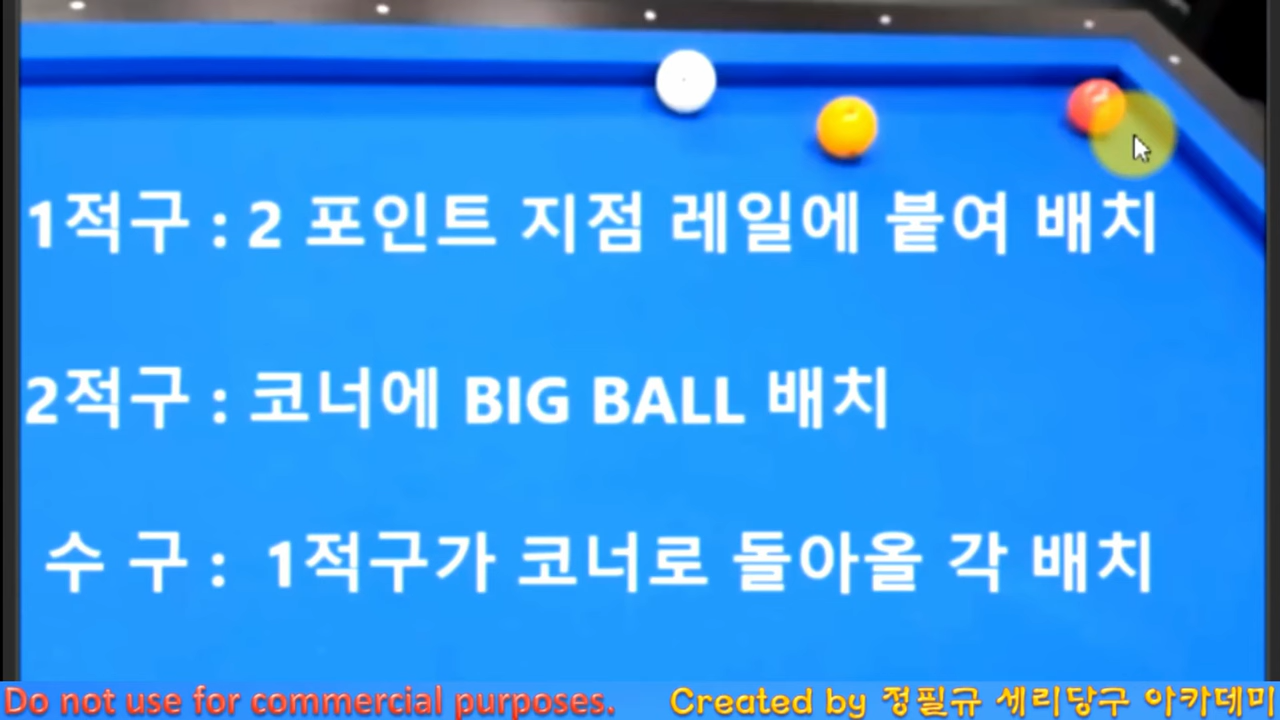 1적구 : 2 포인트 지점 레일에 붙여 배치
2적구 : 코너에 BIG BALL 배치
수 구 : 1적구가 코너로 돌아올 각 배치
Do not use for commercial purposes. Created by 정필규 세리당구 아카데미